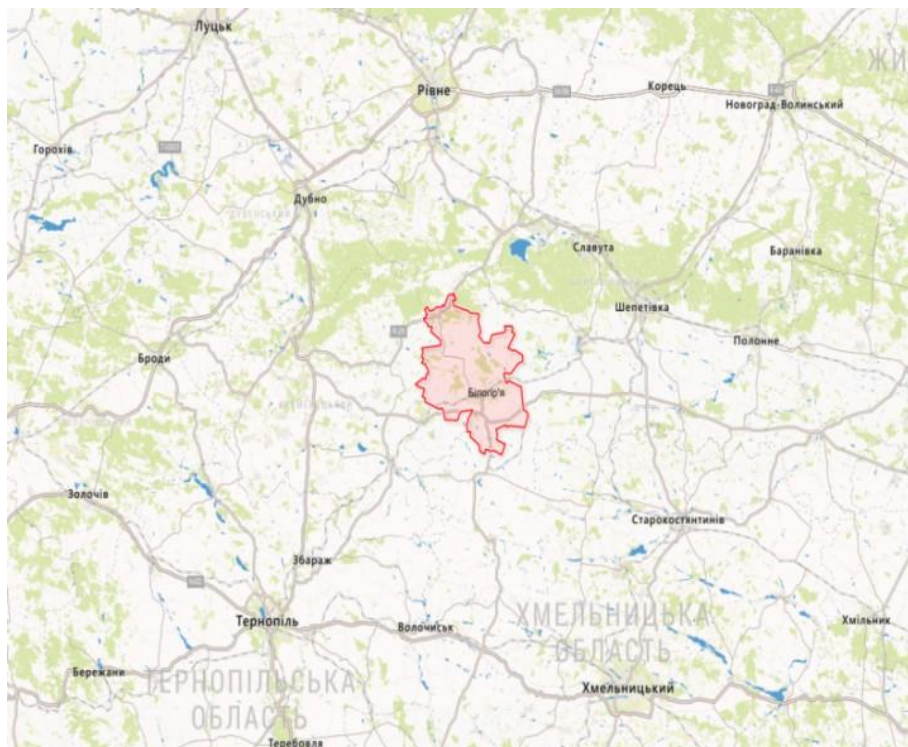 Луцьк
ЖИ
Рівне
Корець
Новоград-Волинський
Горохів
Дубно
Славута
Баранівка
Шепетівка
Полонне
Броди
Білогір'я
Золочів
Старокостянтинів
Збараж
Тернопіль
Волочиськ
ХМЕЛЬНИЦЬКА
ОБЛАСТЬ
Хмільник
Бережани
ТЕРНОПІЛЬСЬКА
ОБЛАСТЬ
Хмельницький
Теребовля